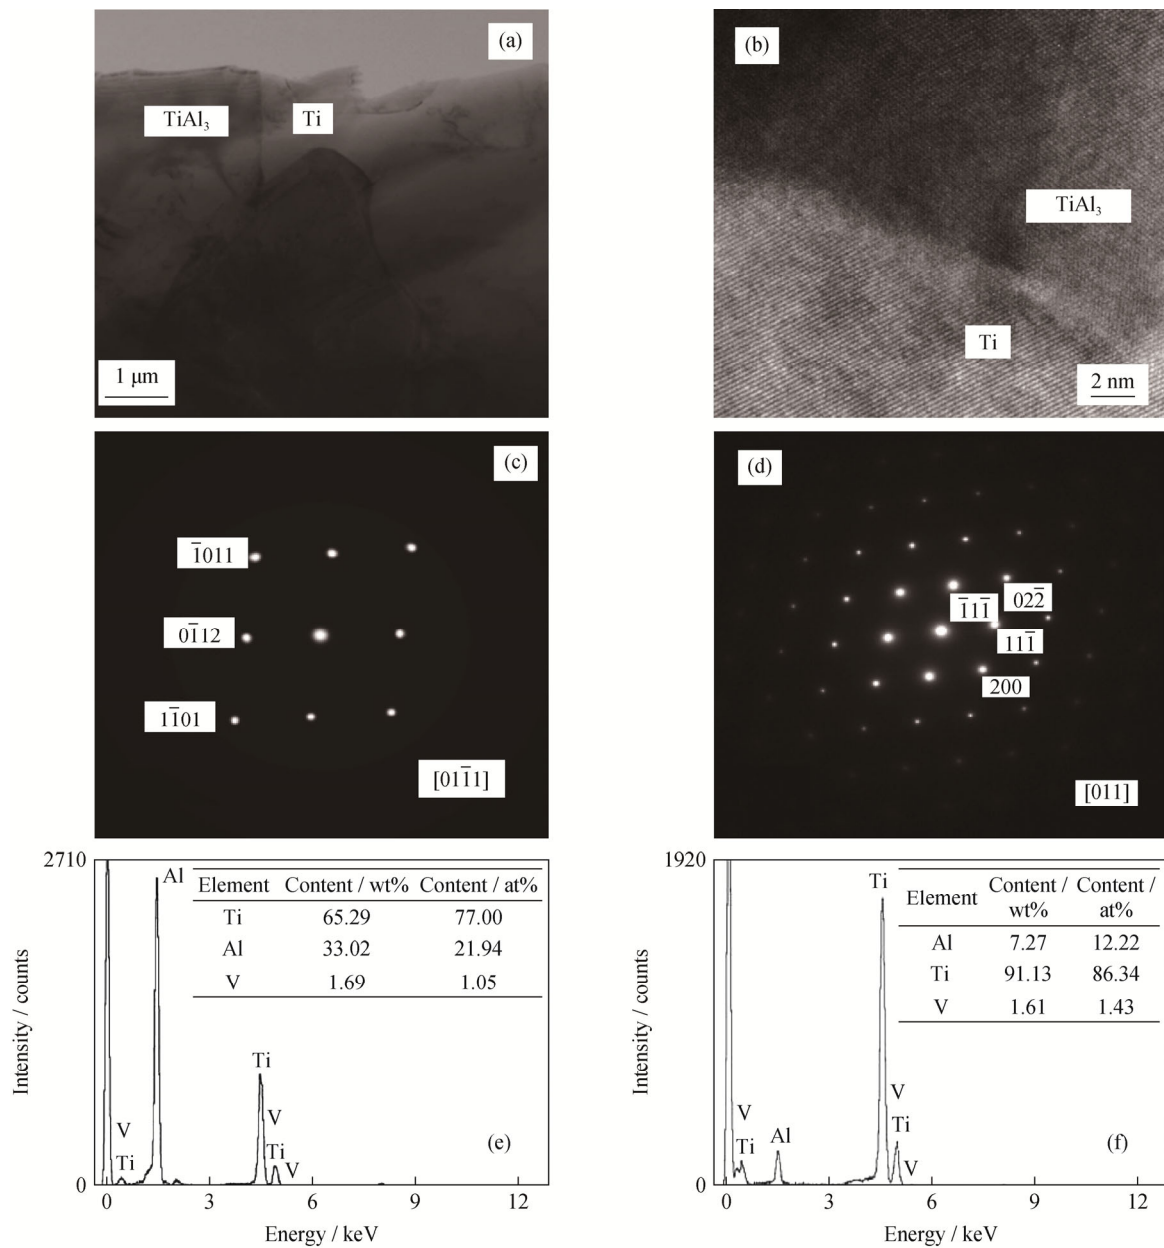 (a)
TiAl₃
Ti
1 μm
(b)
TiAl₃
Ti
2 nm
(c)
1̅011
01̅12
11̅01
[011̅1]
(d)
1̅11̅
022̅
111̅
200
[011]
2710
Al
Element Content / wt% Content / at%
Ti 65.29 77.00
Al 33.02 21.94
V 1.69 1.05
Intensity / counts
Ti
V
V
Ti
Ti
V
(e)
0
0 3 6 9 12
Energy / keV
1920
Ti
Element Content / wt% Content / at%
Al 7.27 12.22
Ti 91.13 86.34
V 1.61 1.43
Intensity / counts
V
V
Ti
Al
Ti
V
(f)
0
0 3 6 9 12
Energy / keV